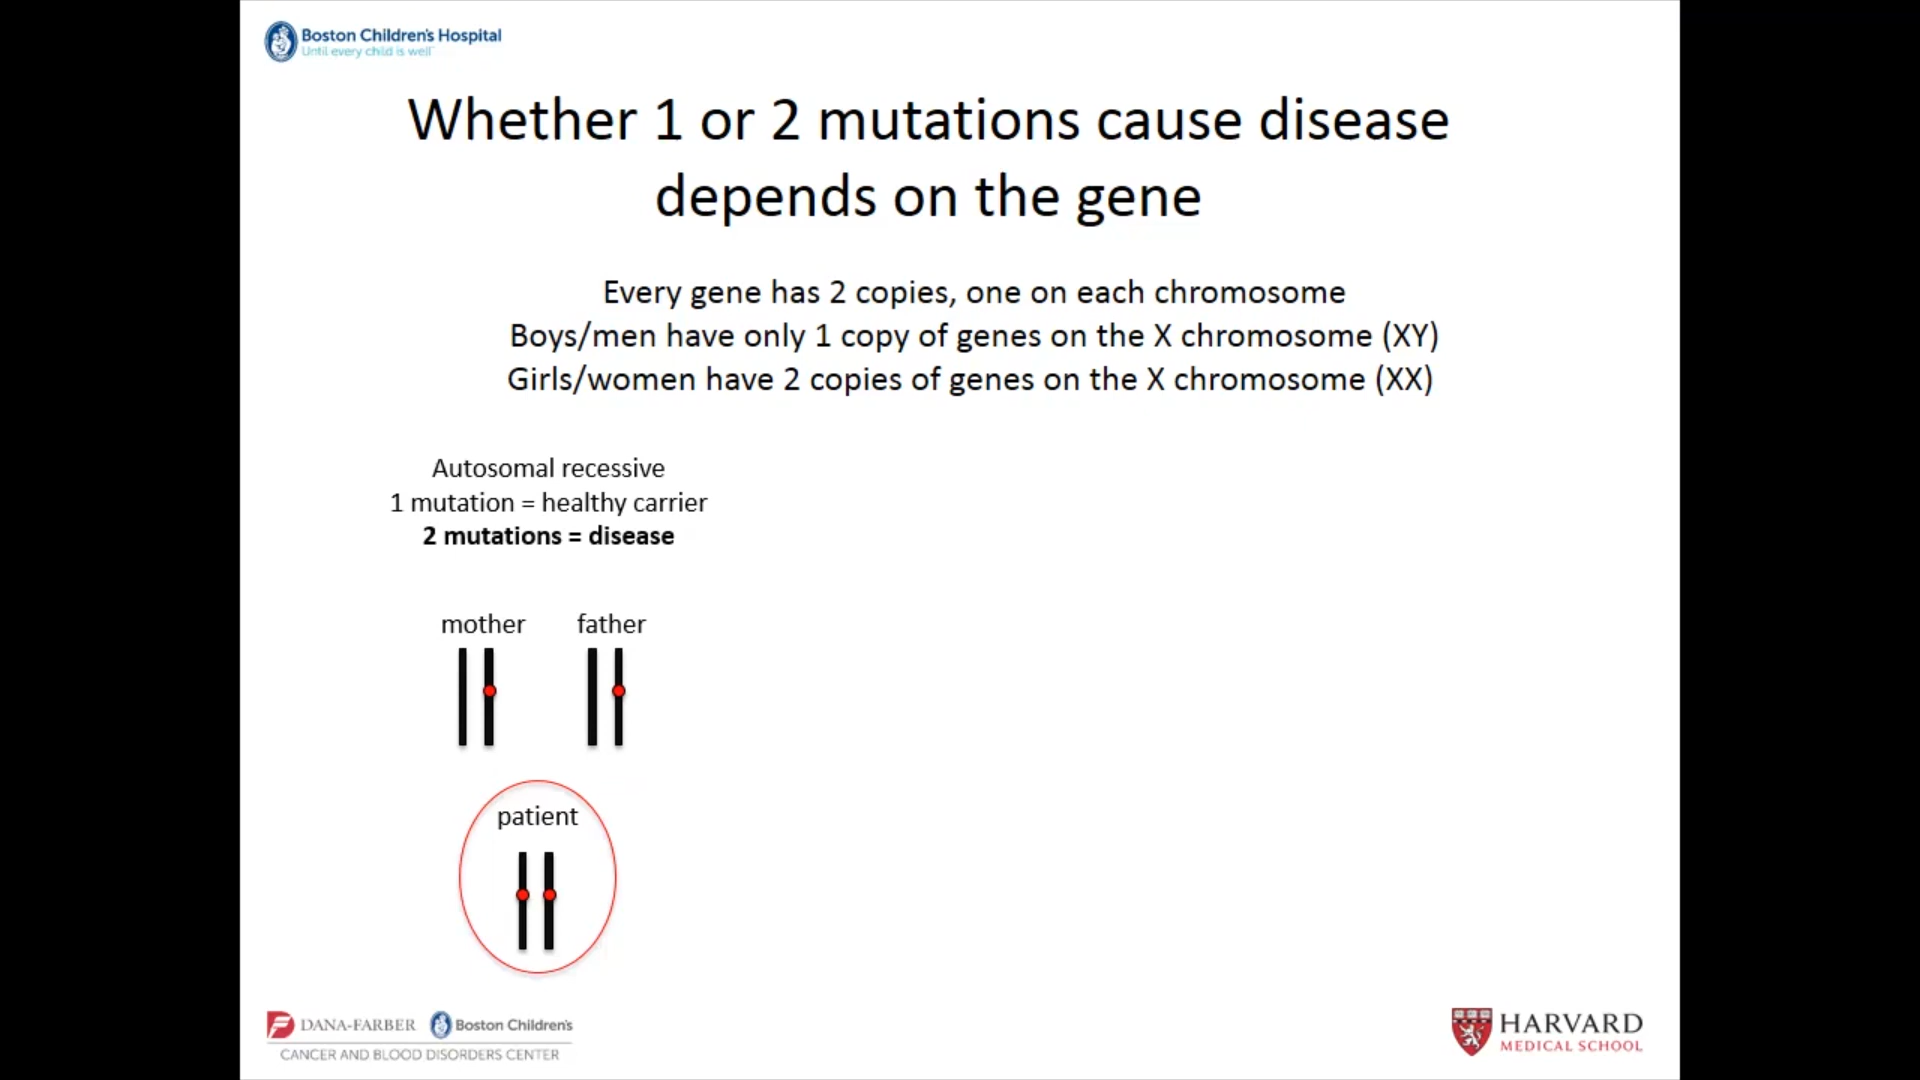 Boston Children's Hospital
Until every child is well
Whether 1 or 2 mutations cause disease
depends on the gene
Every gene has 2 copies, one on each chromosome
Boys/men have only 1 copy of genes on the X chromosome (XY)
Girls/women have 2 copies of genes on the X chromosome (XX)
Autosomal recessive
1 mutation = healthy carrier
2 mutations = disease
mother father
patient
DANA-FARBER Boston Children's
CANCER AND BLOOD DISORDERS CENTER
HARVARD
MEDICAL SCHOOL